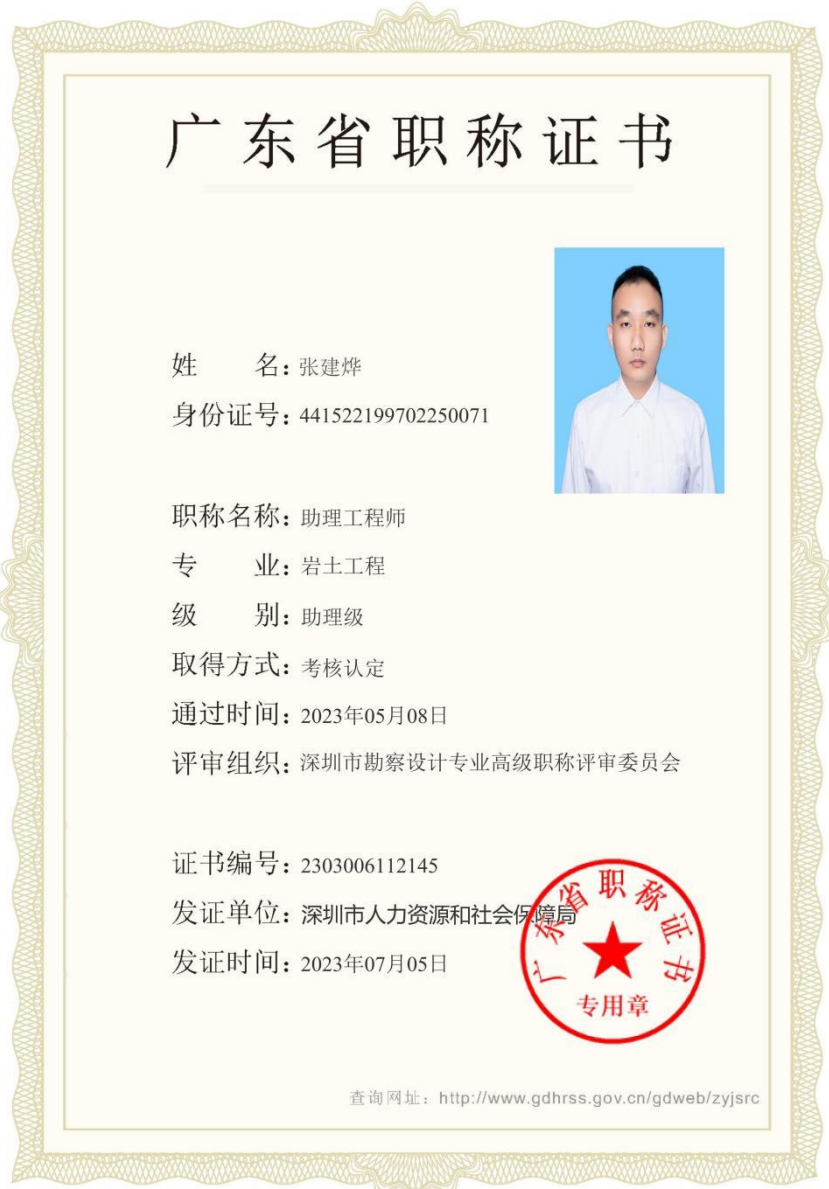 广东省职称证书
姓名：张建烨
身份证号：441522199702250071
职称名称：助理工程师
专业：岩土工程
级别：助理级
取得方式：考核认定
通过时间：2023年05月08日
评审组织：深圳市勘察设计专业高级职称评审委员会
证书编号：2303006112145
发证单位：深圳市人力资源和社会保障局
发证时间：2023年07月05日
广东省职称证书
专用章
查询网址：http://www.gdhrss.gov.cn/gdweb/zyjsrc